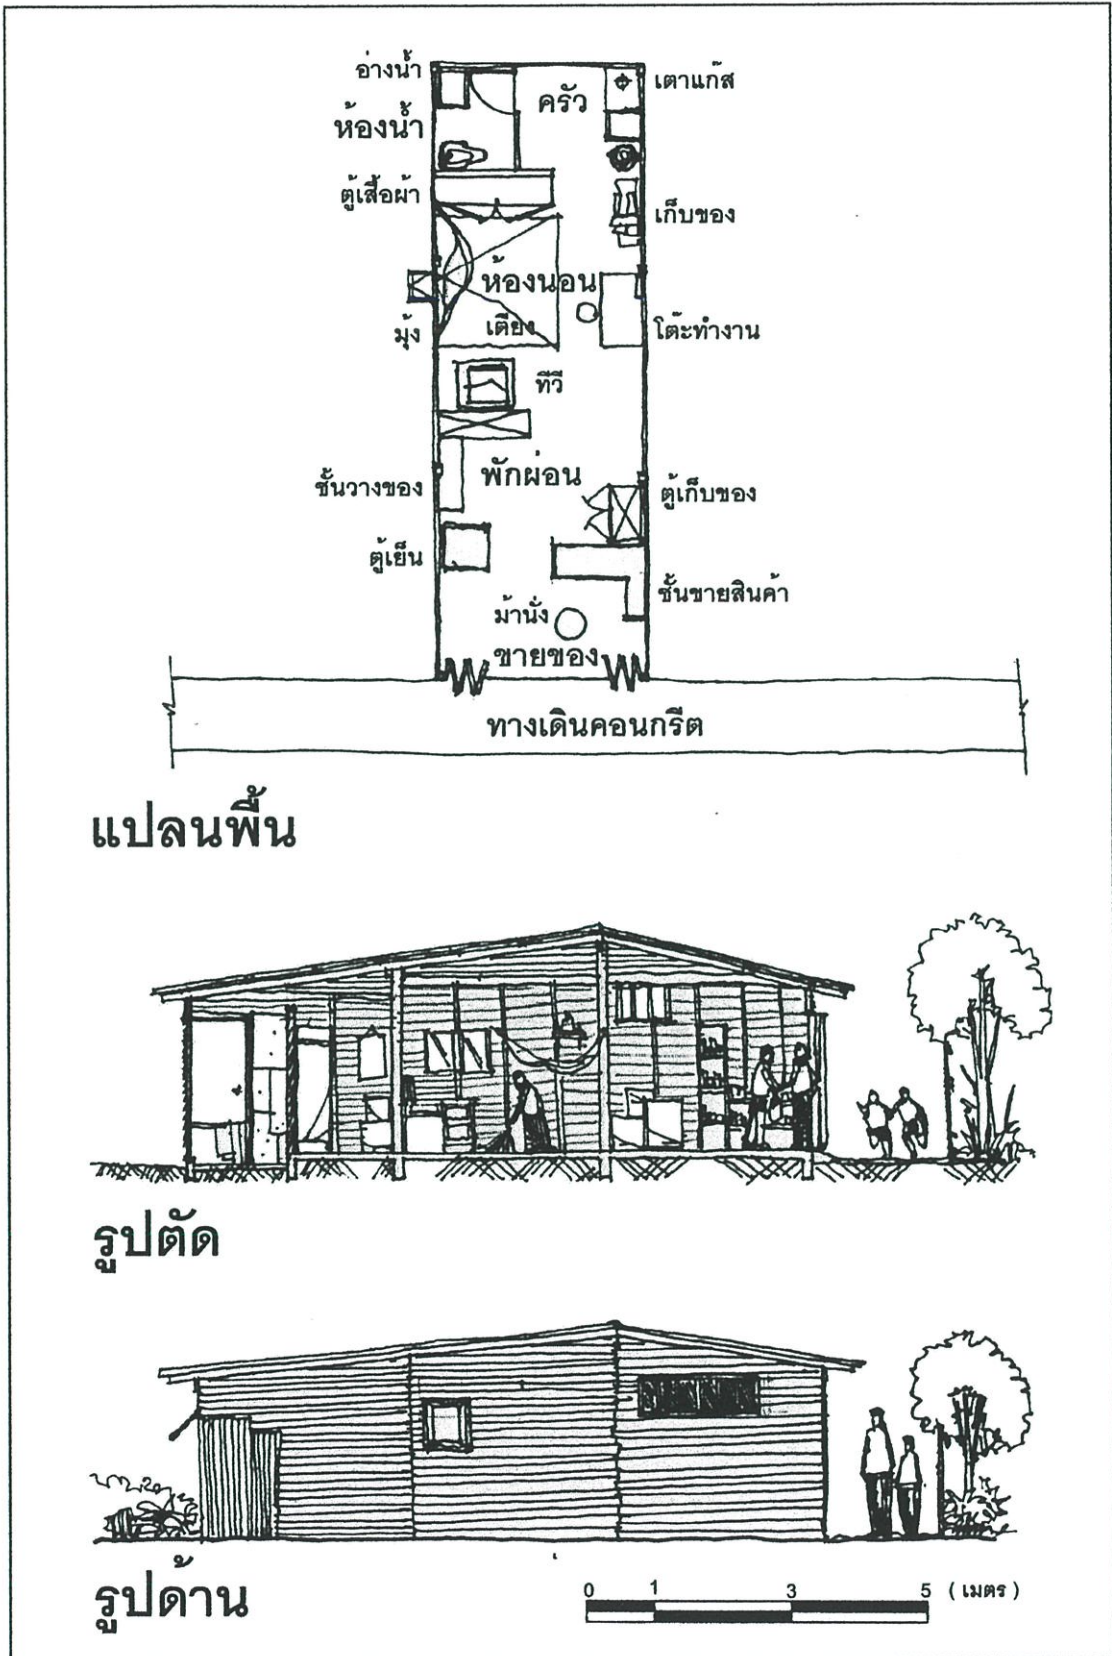 อ่างน้ำ
เตาแก๊ส
ครัว
ห้องน้ำ
ตู้เสื้อผ้า
เก็บของ
ห้องนอน
มุ้ง
เตียง
โต๊ะทำงาน
ทีวี
พักผ่อน
ชั้นวางของ
ตู้เก็บของ
ตู้เย็น
ชั้นขายสินค้า
ม้านั่ง
ขายของ
ทางเดินคอนกรีต
แปลนพื้น
รูปตัด
รูปด้าน
0 1 3 5 (เมตร)